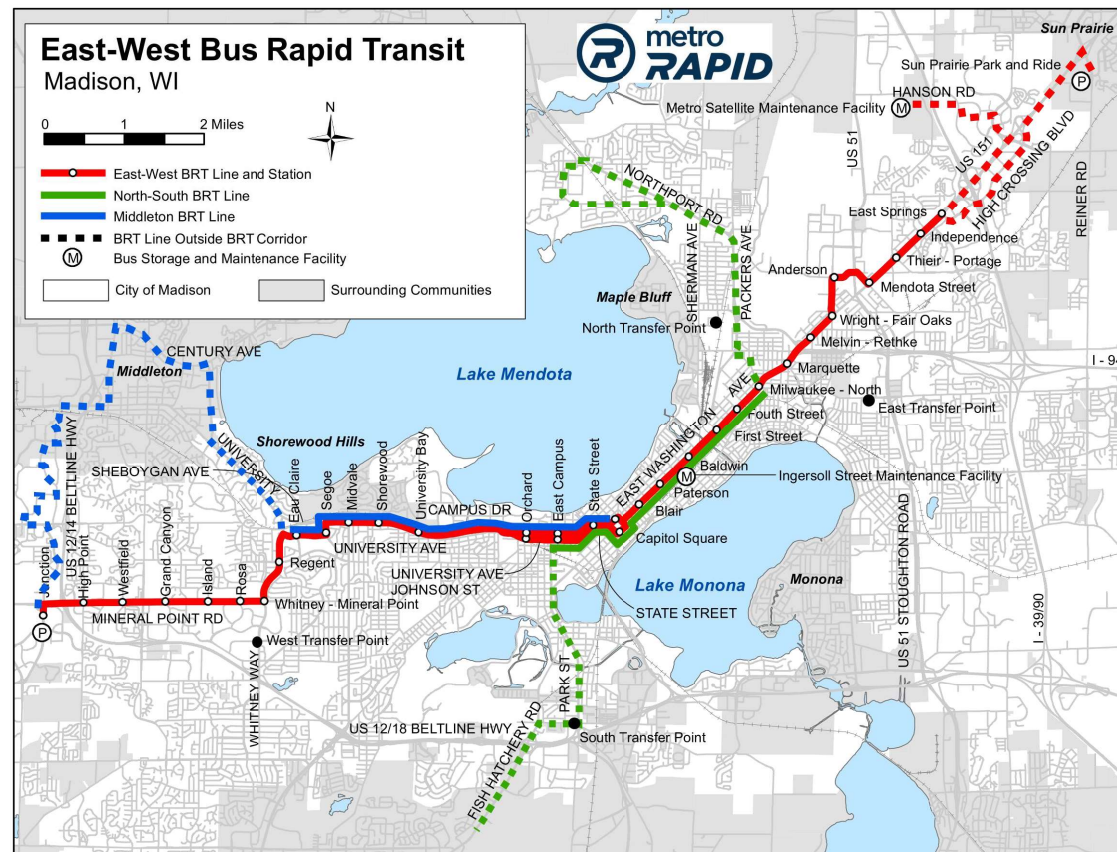 East-West Bus Rapid Transit
Madison, WI
N
0 1 2 Miles
East-West BRT Line and Station
North-South BRT Line
Middleton BRT Line
BRT Line Outside BRT Corridor
M
Bus Storage and Maintenance Facility
City of Madison
Surrounding Communities
R
metro
RAPID
Sun Prairie
Sun Prairie Park and Ride
P
HANSON RD
Metro Satellite Maintenance Facility
M
US 51
US 151
HIGH CROSSING BLVD
REINER RD
NORTHPORT RD
SHERMAN AVE
PACKERS AVE
East Springs
Independence
Thier - Portage
Mendota Street
Anderson
Maple Bluff
North Transfer Point
Wright - Fair Oaks
Melvin - Rethke
I - 94
Marquette
Milwaukee - North
East Transfer Point
Fouth Street
First Street
EAST WASHINGTON AVE
Baldwin
M
Ingersoll Street Maintenance Facility
Paterson
Blair
Capitol Square
CENTURY AVE
Middleton
Lake Mendota
US 12/14 BELTLINE HWY
Shorewood Hills
SHEBOYGAN AVE
UNIVERSITY
Eau Claire
Segoe
Midvale
Shorewood
University Bay
CAMPUS DR
Orchard
East Campus
State Street
UNIVERSITY AVE
UNIVERSITY AVE
JOHNSON ST
STATE STREET
Lake Monona
Monona
US 51 STOUGHTON ROAD
I - 39/90
Junction
High Point
Westfield
Grand Canyon
Island
Rosa
Regent
Whitney - Mineral Point
MINERAL POINT RD
P
West Transfer Point
WHITNEY WAY
PARK ST
US 12/18 BELTLINE HWY
South Transfer Point
FISH HATCHERY RD